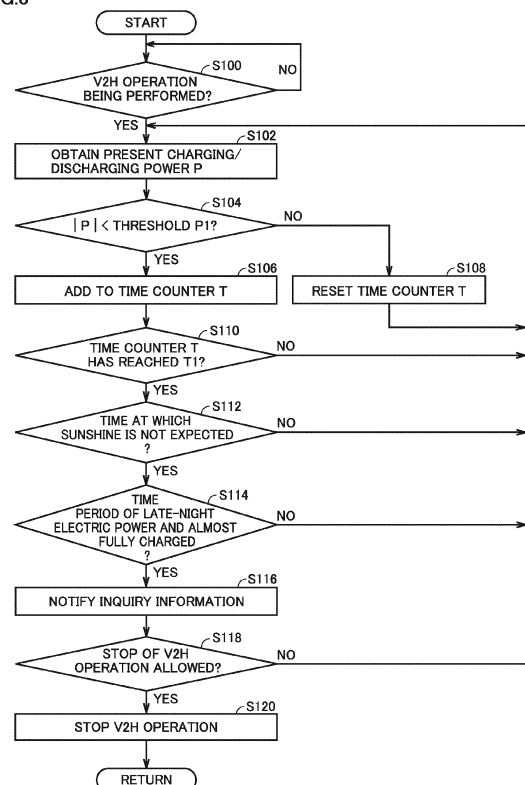 START
S100
V2H OPERATION
BEING PERFORMED?
NO
YES
S102
OBTAIN PRESENT CHARGING/
DISCHARGING POWER P
S104
|P| < THRESHOLD P1?
NO
YES
S106
ADD TO TIME COUNTER T
S108
RESET TIME COUNTER T
S110
TIME COUNTER T
HAS REACHED T1?
NO
YES
S112
TIME AT WHICH
SUNSHINE IS NOT EXPECTED
?
NO
YES
S114
TIME
PERIOD OF LATE-NIGHT
ELECTRIC POWER AND ALMOST
FULLY CHARGED
?
NO
YES
S116
NOTIFY INQUIRY INFORMATION
S118
STOP OF V2H
OPERATION ALLOWED?
NO
YES
S120
STOP V2H OPERATION
RETURN